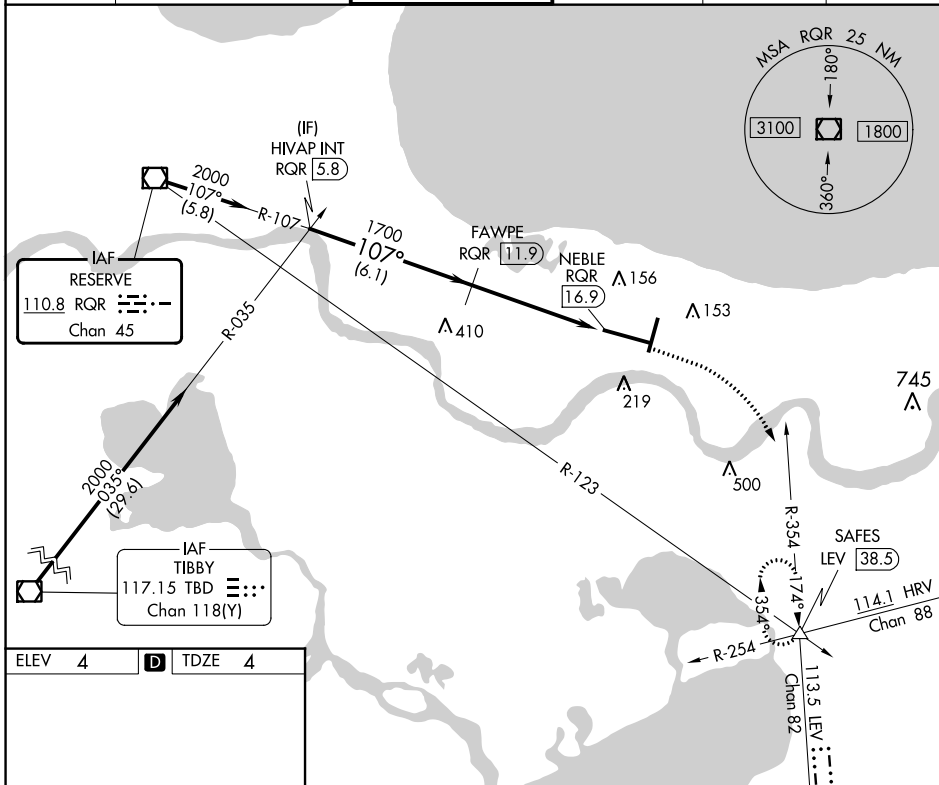 MSA RQR 25 NM
180°
3100
1800
360°
(IF)
HIVAP INT
RQR 5.8
2000
107°
(5.8)
R-107
1700
107°
(6.1)
FAWPE
RQR 11.9
NEBLE
RQR
16.9
156
153
410
IAF
RESERVE
110.8 RQR
Chan 45
R-035
219
745
500
R-123
2000
035°
(29.6)
R-354
SAFES
LEV 38.5
IAF
TIBBY
117.15 TBD
Chan 118(Y)
354°
174°
114.1 HRV
Chan 88
R-254
113.5 LEV
Chan 82
ELEV 4 D TDZE 4